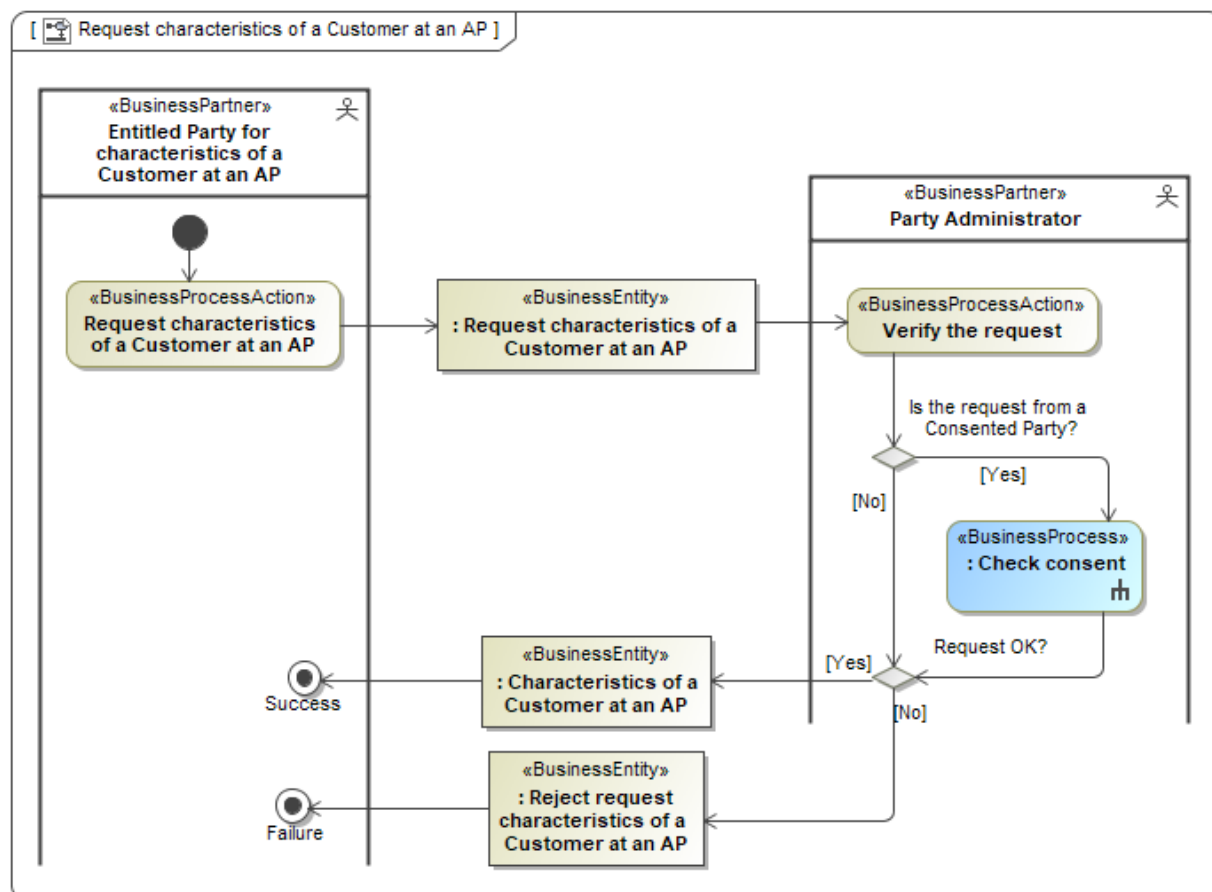 [ Request characteristics of a Customer at an AP ]
«BusinessPartner»
Entitled Party for
characteristics of a
Customer at an AP
«BusinessPartner»
Party Administrator
«BusinessProcessAction»
Request characteristics
of a Customer at an AP
«BusinessEntity»
: Request characteristics of a
Customer at an AP
«BusinessProcessAction»
Verify the request
Is the request from a
Consented Party?
[Yes]
[No]
«BusinessProcess»
: Check consent
Request OK?
[Yes]
«BusinessEntity»
: Characteristics of a
Customer at an AP
Success
[No]
«BusinessEntity»
: Reject request
characteristics of a
Customer at an AP
Failure